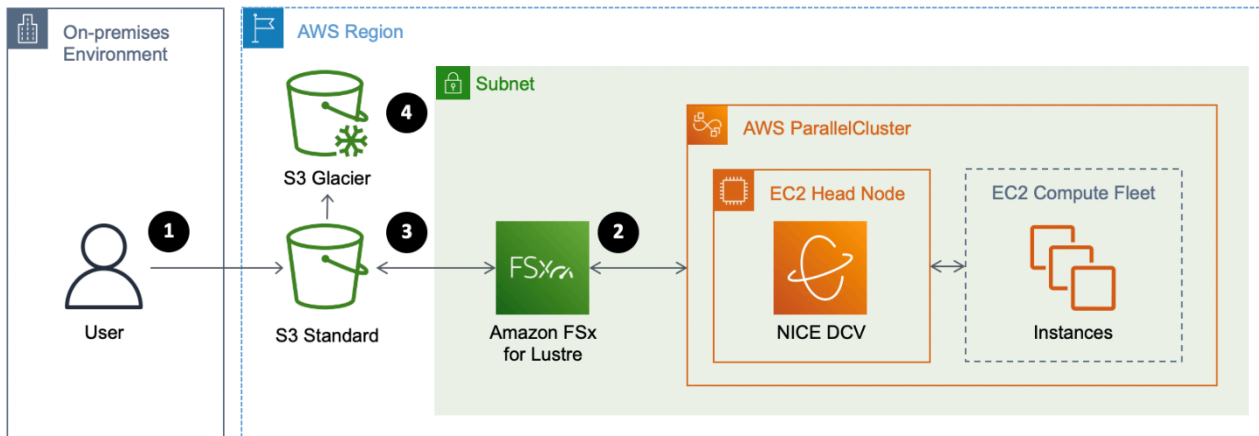 On-premises
Environment
AWS Region
4
Subnet
AWS ParallelCluster
S3 Glacier
EC2 Head Node
EC2 Compute Fleet
1
3
2
FSx
User
S3 Standard
Amazon FSx
for Lustre
NICE DCV
Instances